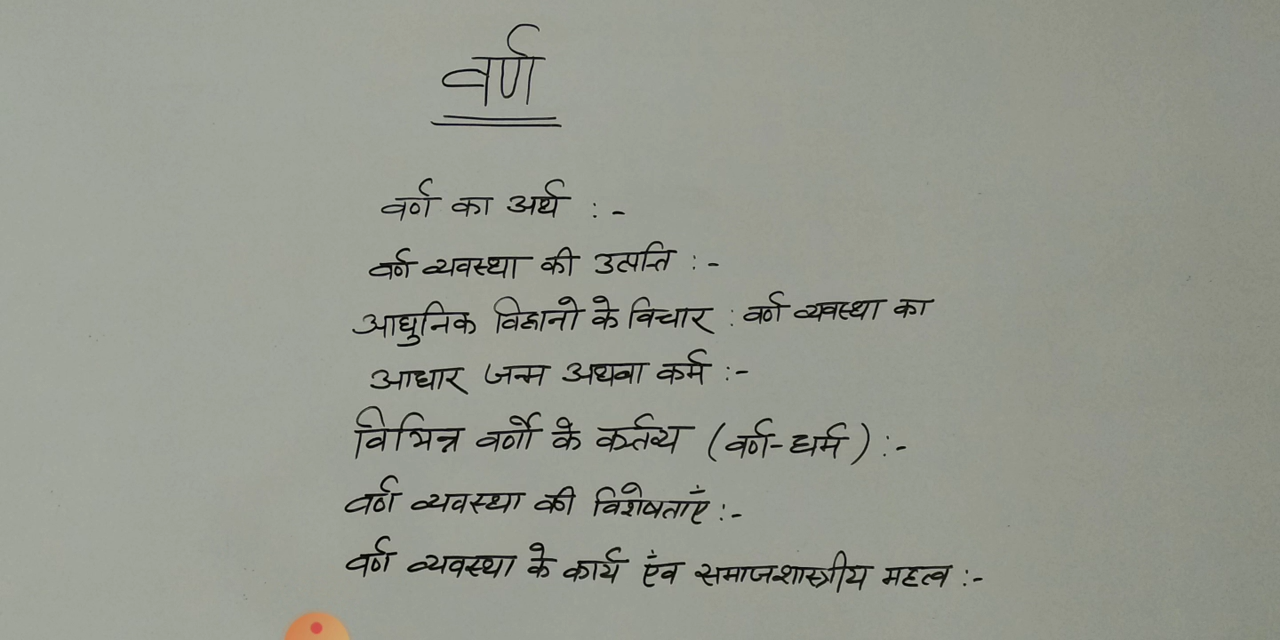 वर्ण
वर्ण का अर्थ :-
वर्ण व्यवस्था की उत्पत्ति :-
आधुनिक विद्वानो के विचार : वर्ण व्यवस्था का
आधार जन्म अथवा कर्म :-
विभिन्न वर्णो के कर्तव्य (वर्ण-धर्म) :-
वर्ण व्यवस्था की विशेषताएँ :-
वर्ण व्यवस्था के कार्य एंव समाजशास्त्रीय महत्व :-